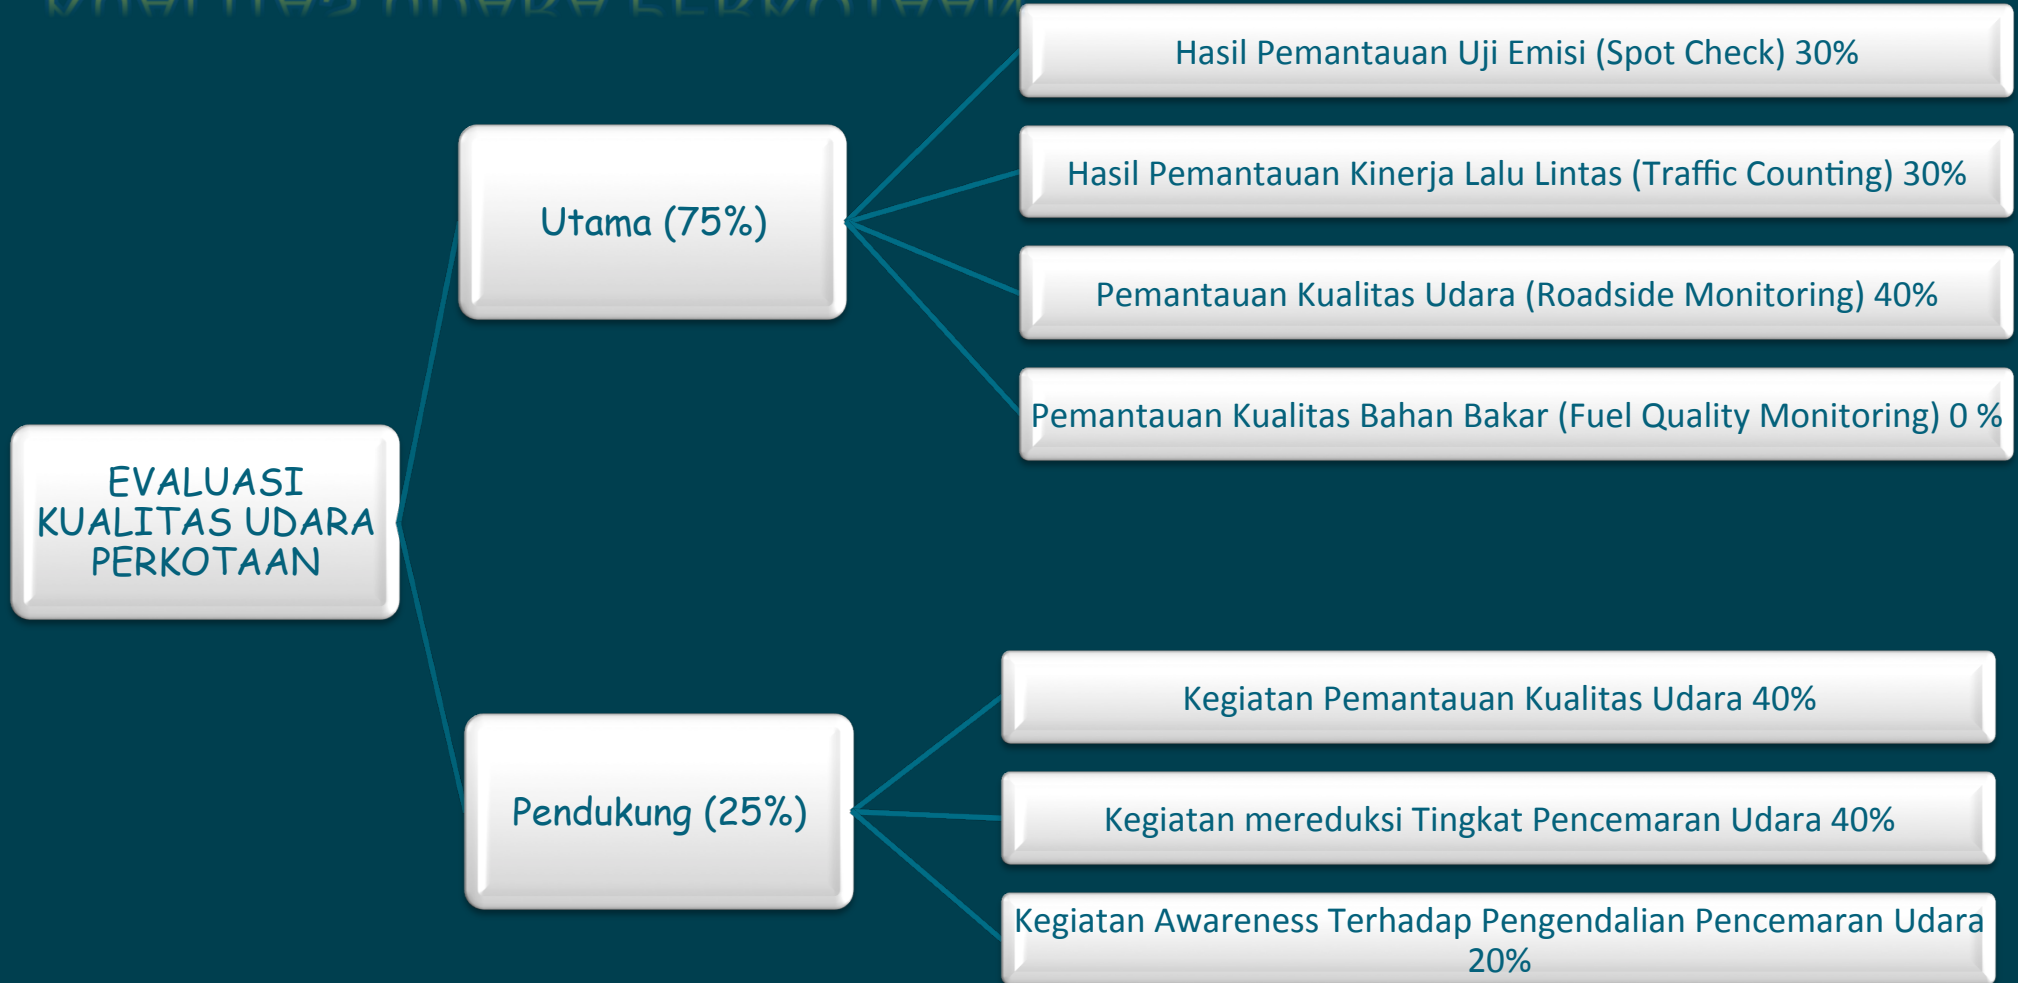 Hasil Pemantauan Uji Emisi (Spot Check) 30%
Hasil Pemantauan Kinerja Lalu Lintas (Traffic Counting) 30%
Utama (75%)
Pemantauan Kualitas Udara (Roadside Monitoring) 40%
Pemantauan Kualitas Bahan Bakar (Fuel Quality Monitoring) 0 %
EVALUASI
KUALITAS UDARA
PERKOTAAN
Kegiatan Pemantauan Kualitas Udara 40%
Pendukung (25%)
Kegiatan mereduksi Tingkat Pencemaran Udara 40%
Kegiatan Awareness Terhadap Pengendalian Pencemaran Udara
20%